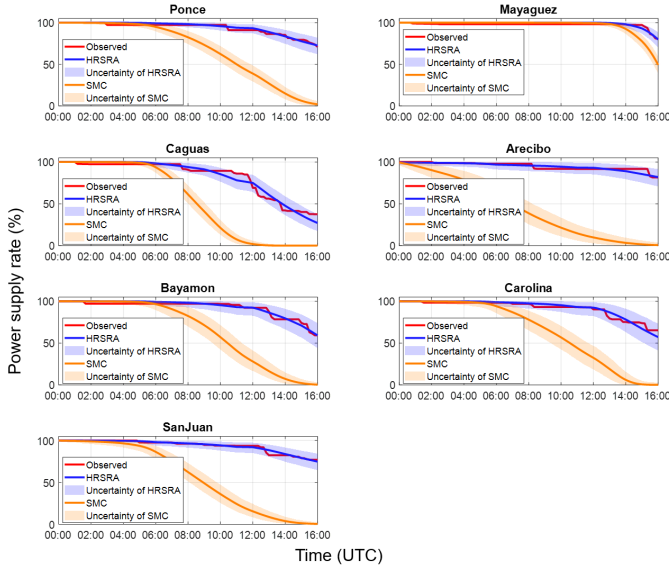 Ponce
100
50
0
Observed
HRSRA
Uncertainty of HRSRA
SMC
Uncertainty of SMC
00:00 02:00 04:00 06:00 08:00 10:00 12:00 14:00 16:00
Mayaguez
100
50
0
Observed
HRSRA
Uncertainty of HRSRA
SMC
Uncertainty of SMC
00:00 02:00 04:00 06:00 08:00 10:00 12:00 14:00 16:00
Caguas
100
50
0
Observed
HRSRA
Uncertainty of HRSRA
SMC
Uncertainty of SMC
00:00 02:00 04:00 06:00 08:00 10:00 12:00 14:00 16:00
Arecibo
100
50
0
Observed
HRSRA
Uncertainty of HRSRA
SMC
Uncertainty of SMC
00:00 02:00 04:00 06:00 08:00 10:00 12:00 14:00 16:00
Power supply rate (%)
Bayamon
100
50
0
Observed
HRSRA
Uncertainty of HRSRA
SMC
Uncertainty of SMC
00:00 02:00 04:00 06:00 08:00 10:00 12:00 14:00 16:00
Carolina
100
50
0
Observed
HRSRA
Uncertainty of HRSRA
SMC
Uncertainty of SMC
00:00 02:00 04:00 06:00 08:00 10:00 12:00 14:00 16:00
SanJuan
100
50
0
Observed
HRSRA
Uncertainty of HRSRA
SMC
Uncertainty of SMC
00:00 02:00 04:00 06:00 08:00 10:00 12:00 14:00 16:00
Time (UTC)